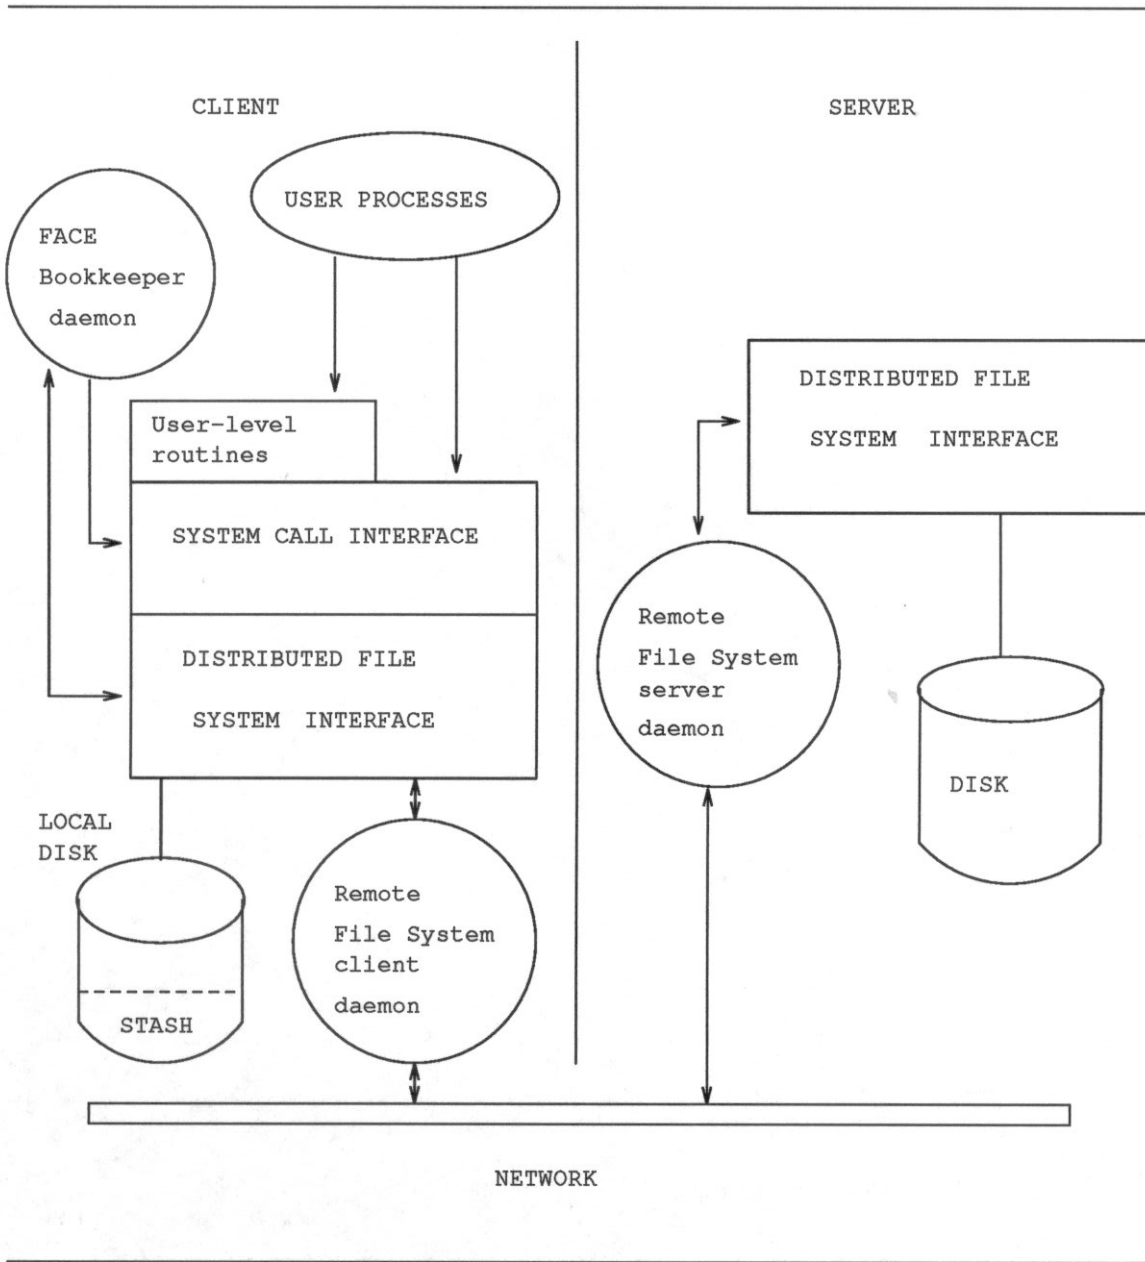 CLIENT
SERVER
USER PROCESSES
FACE
Bookkeeper
daemon
User-level
routines
SYSTEM CALL INTERFACE
DISTRIBUTED FILE
SYSTEM INTERFACE
LOCAL
DISK
STASH
Remote
File System
client
daemon
DISTRIBUTED FILE
SYSTEM INTERFACE
Remote
File System
server
daemon
DISK
NETWORK